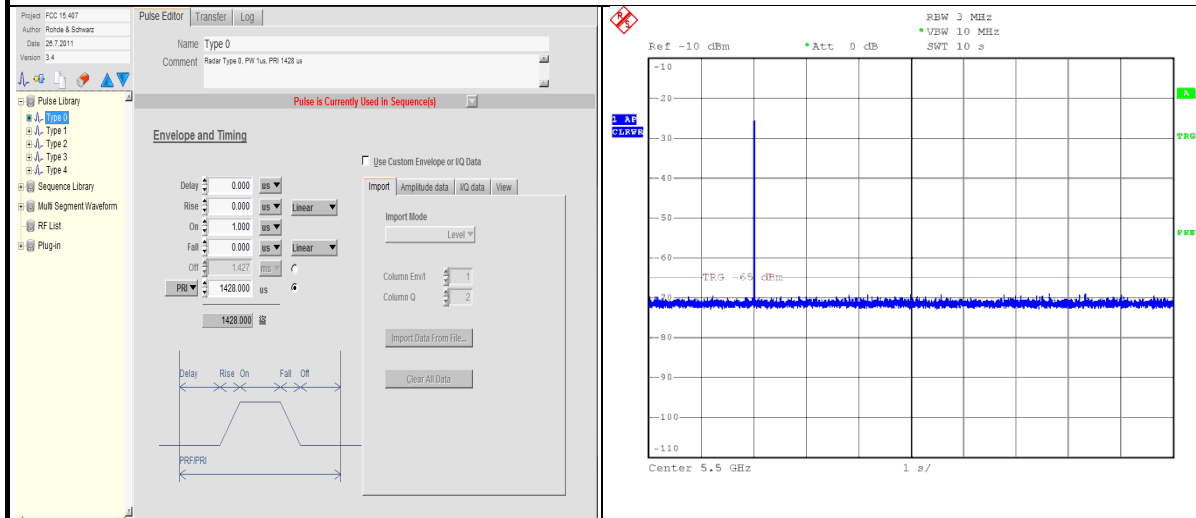 Project FCC 15.407
Author Rohde & Schwarz
Date 26.7.2011
Version 3.4
Pulse Library
Type 0
Type 1
Type 2
Type 3
Type 4
Sequence Library
Multi Segment Waveform
RF List
Plug-in
Pulse Editor Transfer Log
Name Type 0
Comment Radar Type 0, PW 1us, PRI 1428 us
Pulse is Currently Used in Sequence(s)
Envelope and Timing
Use Custom Envelope or I/Q Data
Delay 0.000 us
Rise 0.000 us Linear
On 1.000 us
Fall 0.000 us Linear
Off 1.427 ms
PRI 1428.000 us
1428.000
Import Amplitude data I/Q data View
Import Mode
Level
Column Env/I 1
Column Q 2
Import Data From File...
Clear All Data
Delay Rise On Fall Off
PRF/PRI
R S
RBW 3 MHz
VBW 10 MHz
Ref -10 dBm Att 0 dB SWT 10 s
1 AP
CLRWR
A
TRG
PRN
-10
-20
-30
-40
-50
-60
TRG -65 dBm
-70
-80
-90
-100
-110
Center 5.5 GHz 1 s/